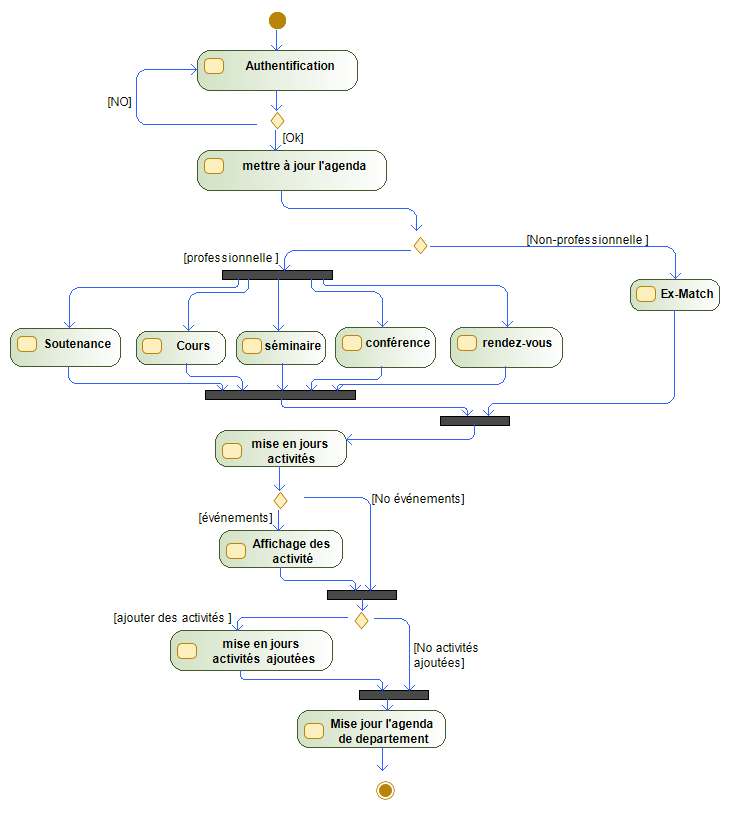 Authentification
[NO]
[Ok]
mettre à jour l'agenda
[Non-professionnelle ]
[professionnelle ]
Ex-Match
Soutenance
Cours
séminaire
conférence
rendez-vous
mise en jours
activités
[No événements]
[événements]
Affichage des
activité
[ajouter des activités ]
mise en jours
activités ajoutées
[No activités
ajoutées]
Mise jour l'agenda
de departement